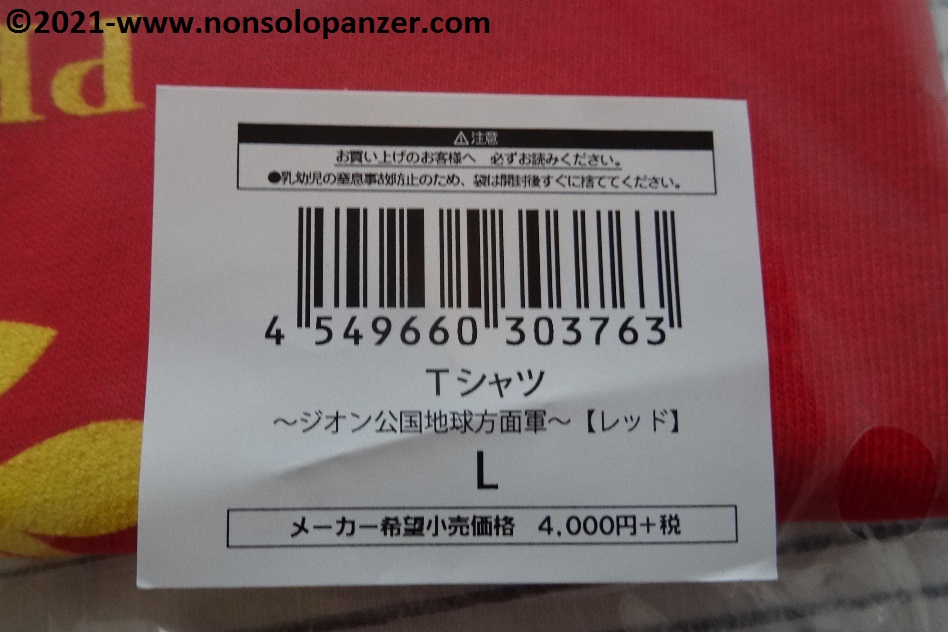 ©2021-www.nonsolopanzer.com
⚠注意
お買い上げのお客様へ 必ずお読みください。
●乳幼児の窒息事故防止のため、袋は開封後すぐに捨ててください。
4 549660 303763
Tシャツ
～ジオン公国地球方面軍～【レッド】
L
メーカー希望小売価格 4,000円+税